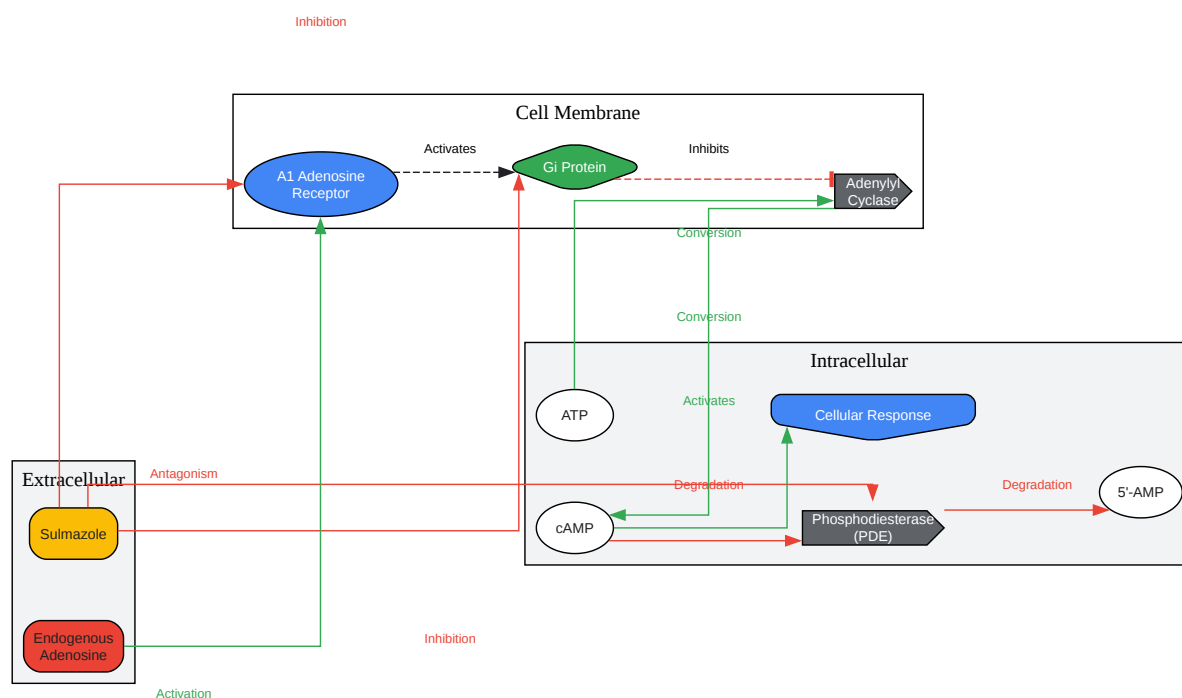 Inhibition
Cell Membrane
Activates
Inhibits
Gi Protein
A1 Adenosine
Receptor
Adenylyl
Cyclase
Conversion
Conversion
Intracellular
Activates
ATP
Cellular Response
Extracellular
Antagonism
Degradation
Degradation
5'-AMP
Sulmazole
cAMP
Phosphodiesterase
(PDE)
Endogenous
Adenosine
Inhibition
Activation